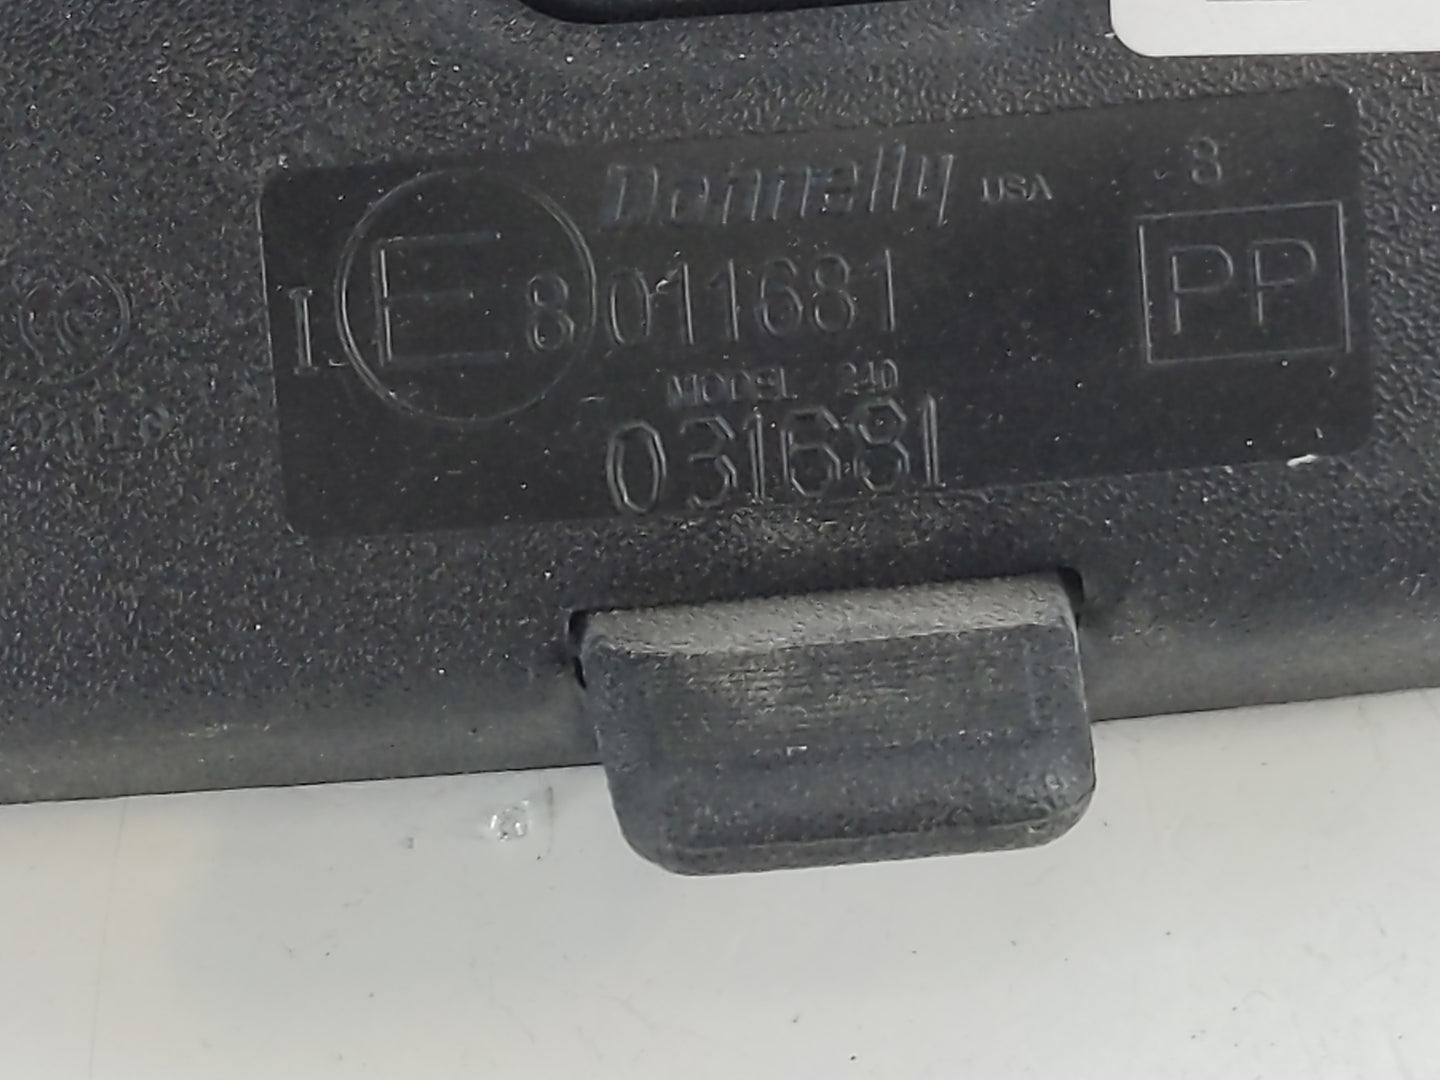 Donnelly USA 8
I E 8 011681 PP
MODEL 240
031681